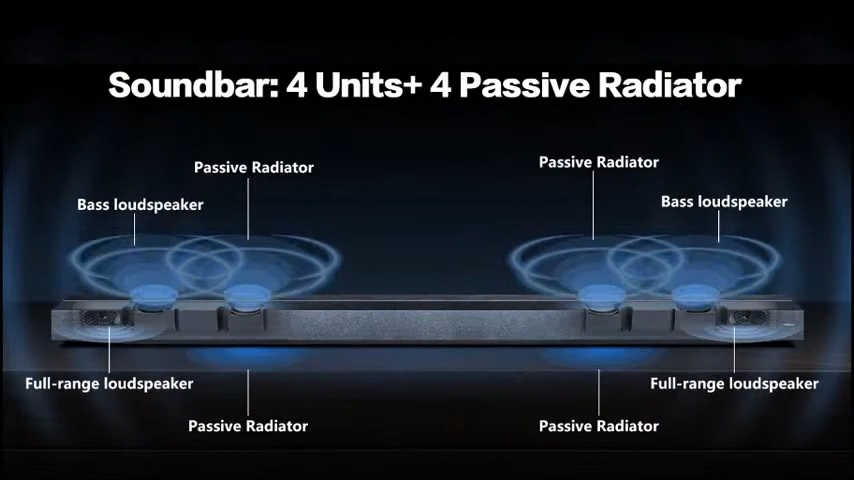 Soundbar: 4 Units+ 4 Passive Radiator
Passive Radiator
Passive Radiator
Bass loudspeaker
Bass loudspeaker
Full-range loudspeaker
Full-range loudspeaker
Passive Radiator
Passive Radiator